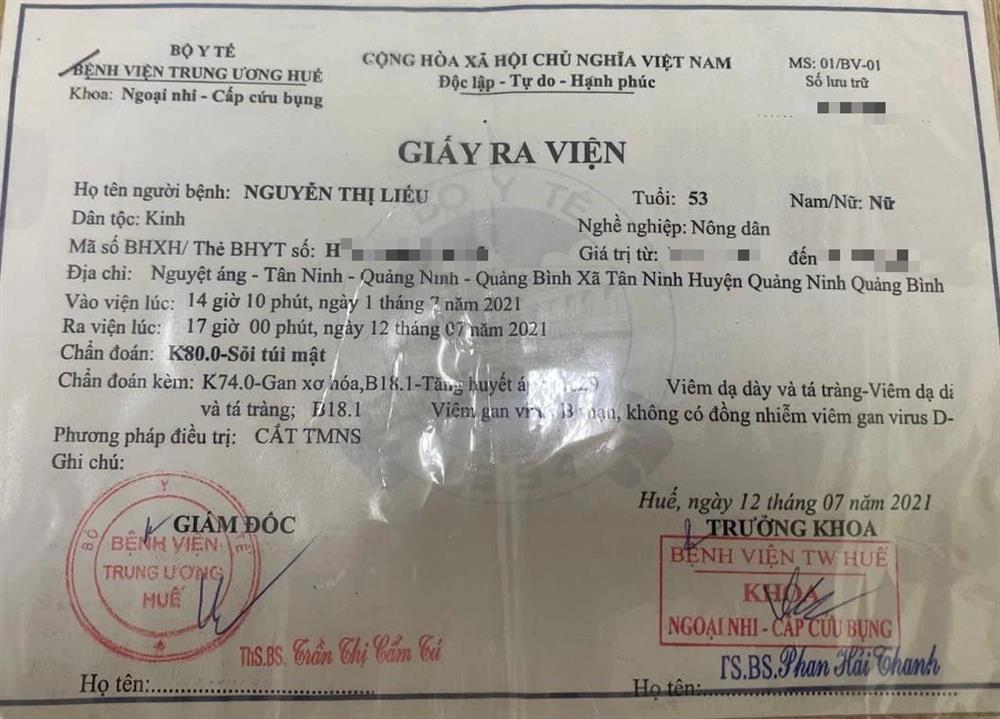 BỘ Y TẾ
BỆNH VIỆN TRUNG ƯƠNG HUẾ
Khoa: Ngoại nhi - Cấp cứu bụng
CỘNG HÒA XÃ HỘI CHỦ NGHĨA VIỆT NAM
Độc lập - Tự do - Hạnh phúc
MS: 01/BV-01
Số lưu trữ
GIẤY RA VIỆN
BỘ Y TẾ
Họ tên người bệnh: NGUYỄN THỊ LIÉU Tuổi: 53 Nam/Nữ: Nữ
Dân tộc: Kinh Nghề nghiệp: Nông dân
Mã số BHXH/ Thẻ BHYT số: H Giá trị từ: đến
Địa chỉ: Nguyệt áng - Tân Ninh - Quảng Ninh - Quảng Bình Xã Tân Ninh Huyện Quảng Ninh Quảng Bình
Vào viện lúc: 14 giờ 10 phút, ngày 1 tháng 7 năm 2021
Ra viện lúc: 17 giờ 00 phút, ngày 12 tháng 07 năm 2021
Chẩn đoán: K80.0-Sỏi túi mật
Chẩn đoán kèm: K74.0-Gan xơ hóa,B18.1-Tăng huyết Viêm dạ dày và tá tràng-Viêm dạ
và tá tràng; B18.1 Viêm gan B không có đồng nhiễm viêm gan virus D-
Phương pháp điều trị: CẮT TMNS
Ghi chú:
Huế, ngày 12 tháng 07 năm 2021
GIÁM ĐỐC
BỘ Y TẾ
BỆNH VIỆN
TRUNG ƯƠNG
HUẾ
ThS.BS. Trần Thị Cẩm Tú
Họ tên:
TRƯỞNG KHOA
BỆNH VIỆN TW HUẾ
KHOA
NGOẠI NHI - CẤP CỨU BỤNG
TS.BS. Phan Hải Thanh
Họ tên: